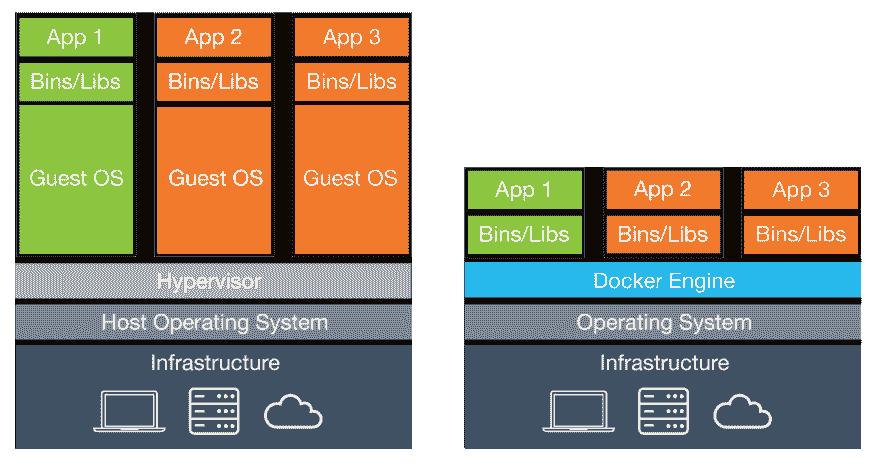 App 1
App 2
App 3
Bins/Libs
Bins/Libs
Bins/Libs
Guest OS
Guest OS
Guest OS
Hypervisor
Host Operating System
Infrastructure
App 1
App 2
App 3
Bins/Libs
Bins/Libs
Bins/Libs
Docker Engine
Operating System
Infrastructure